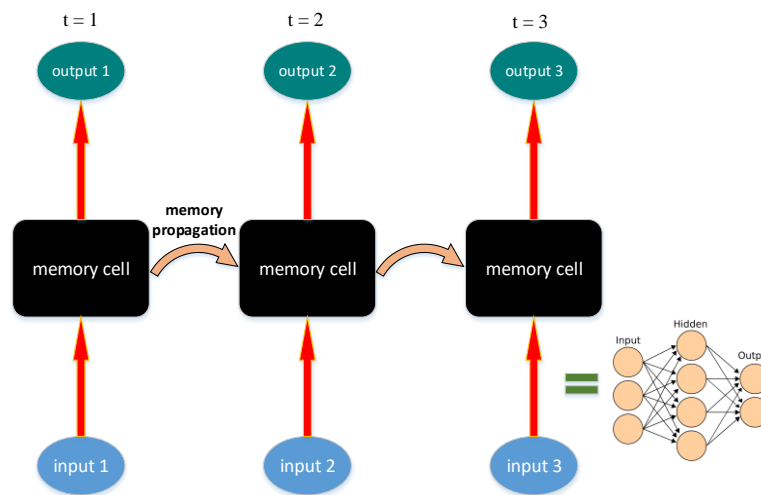 t = 1
t = 2
t = 3
output 1
output 2
output 3
memory
propagation
memory cell
memory cell
memory cell
Hidden
Input
Outp
input 1
input 2
input 3